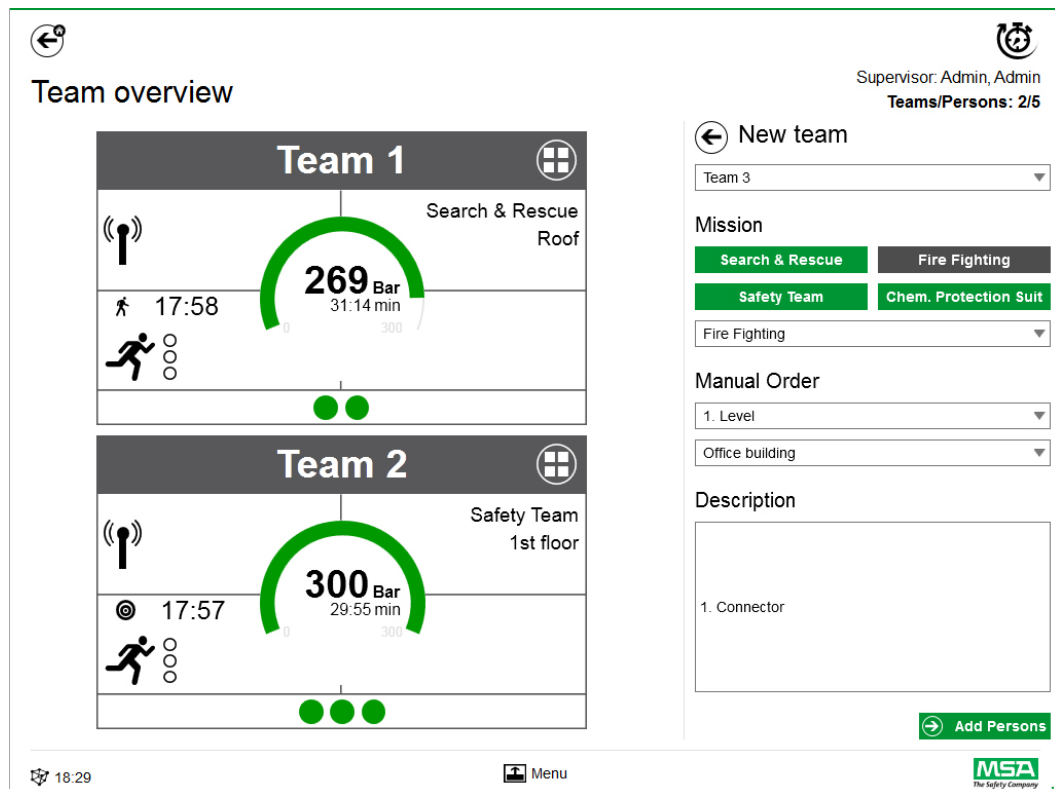 Team overview
Supervisor: Admin, Admin
Teams/Persons: 2/5
Team 1
Search & Rescue
Roof
269 Bar
31:14 min
17:58
0 300
Team 2
Safety Team
1st floor
300 Bar
29:55 min
17:57
0 300
New team
Team 3
Mission
Search & Rescue Fire Fighting
Safety Team Chem. Protection Suit
Fire Fighting
Manual Order
1. Level
Office building
Description
1. Connector
Add Persons
18:29
Menu
MSA
The Safety Company